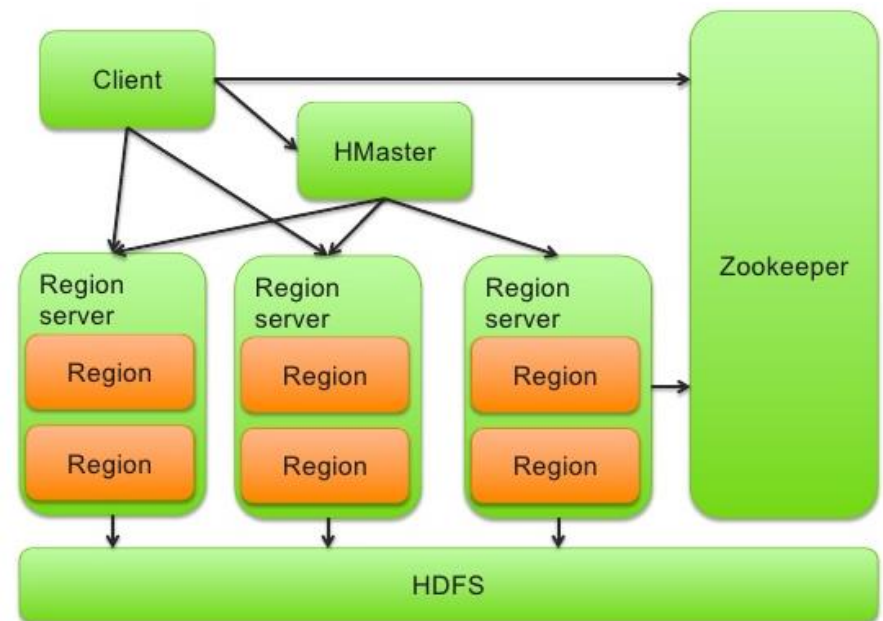 Client
HMaster
Zookeeper
Region
server
Region
Region
Region
server
Region
Region
Region
server
Region
Region
HDFS